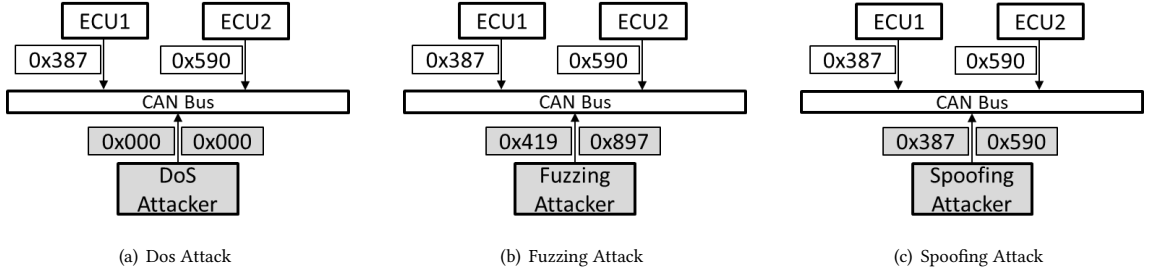 ECU1 ECU2
0x387 0x590
CAN Bus
0x000 0x000
DoS
Attacker
(a) Dos Attack
ECU1 ECU2
0x387 0x590
CAN Bus
0x419 0x897
Fuzzing
Attacker
(b) Fuzzing Attack
ECU1 ECU2
0x387 0x590
CAN Bus
0x387 0x590
Spoofing
Attacker
(c) Spoofing Attack